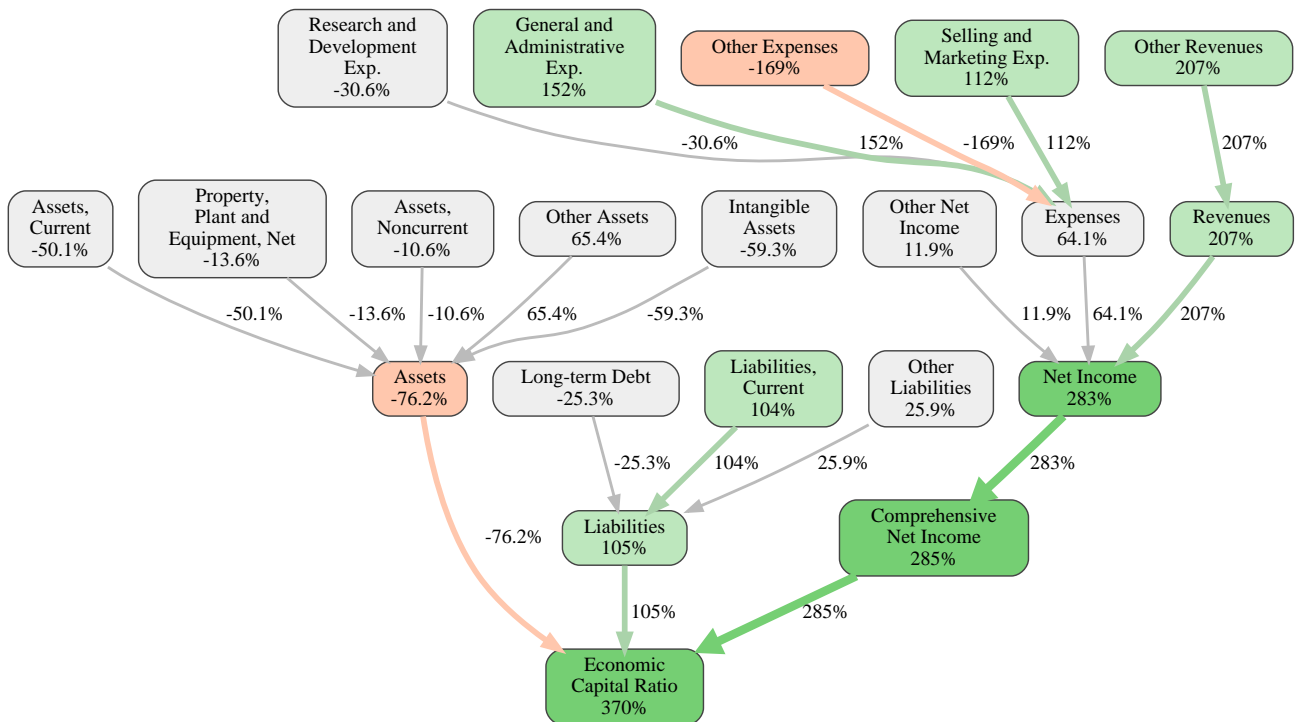 Research and
Development
Exp.
-30.6%
General and
Administrative
Exp.
152%
Other Expenses
-169%
Selling and
Marketing Exp.
112%
Other Revenues
207%
-30.6%
152%
-169%
112%
207%
Assets,
Current
-50.1%
Property,
Plant and
Equipment, Net
-13.6%
Assets,
Noncurrent
-10.6%
Other Assets
65.4%
Intangible
Assets
-59.3%
Other Net
Income
11.9%
Expenses
64.1%
Revenues
207%
-50.1%
-13.6%
-10.6%
65.4%
-59.3%
11.9%
64.1%
207%
Assets
-76.2%
Long-term Debt
-25.3%
Liabilities,
Current
104%
Other
Liabilities
25.9%
Net Income
283%
-25.3%
104%
25.9%
283%
-76.2%
Liabilities
105%
Comprehensive
Net Income
285%
105%
285%
Economic
Capital Ratio
370%